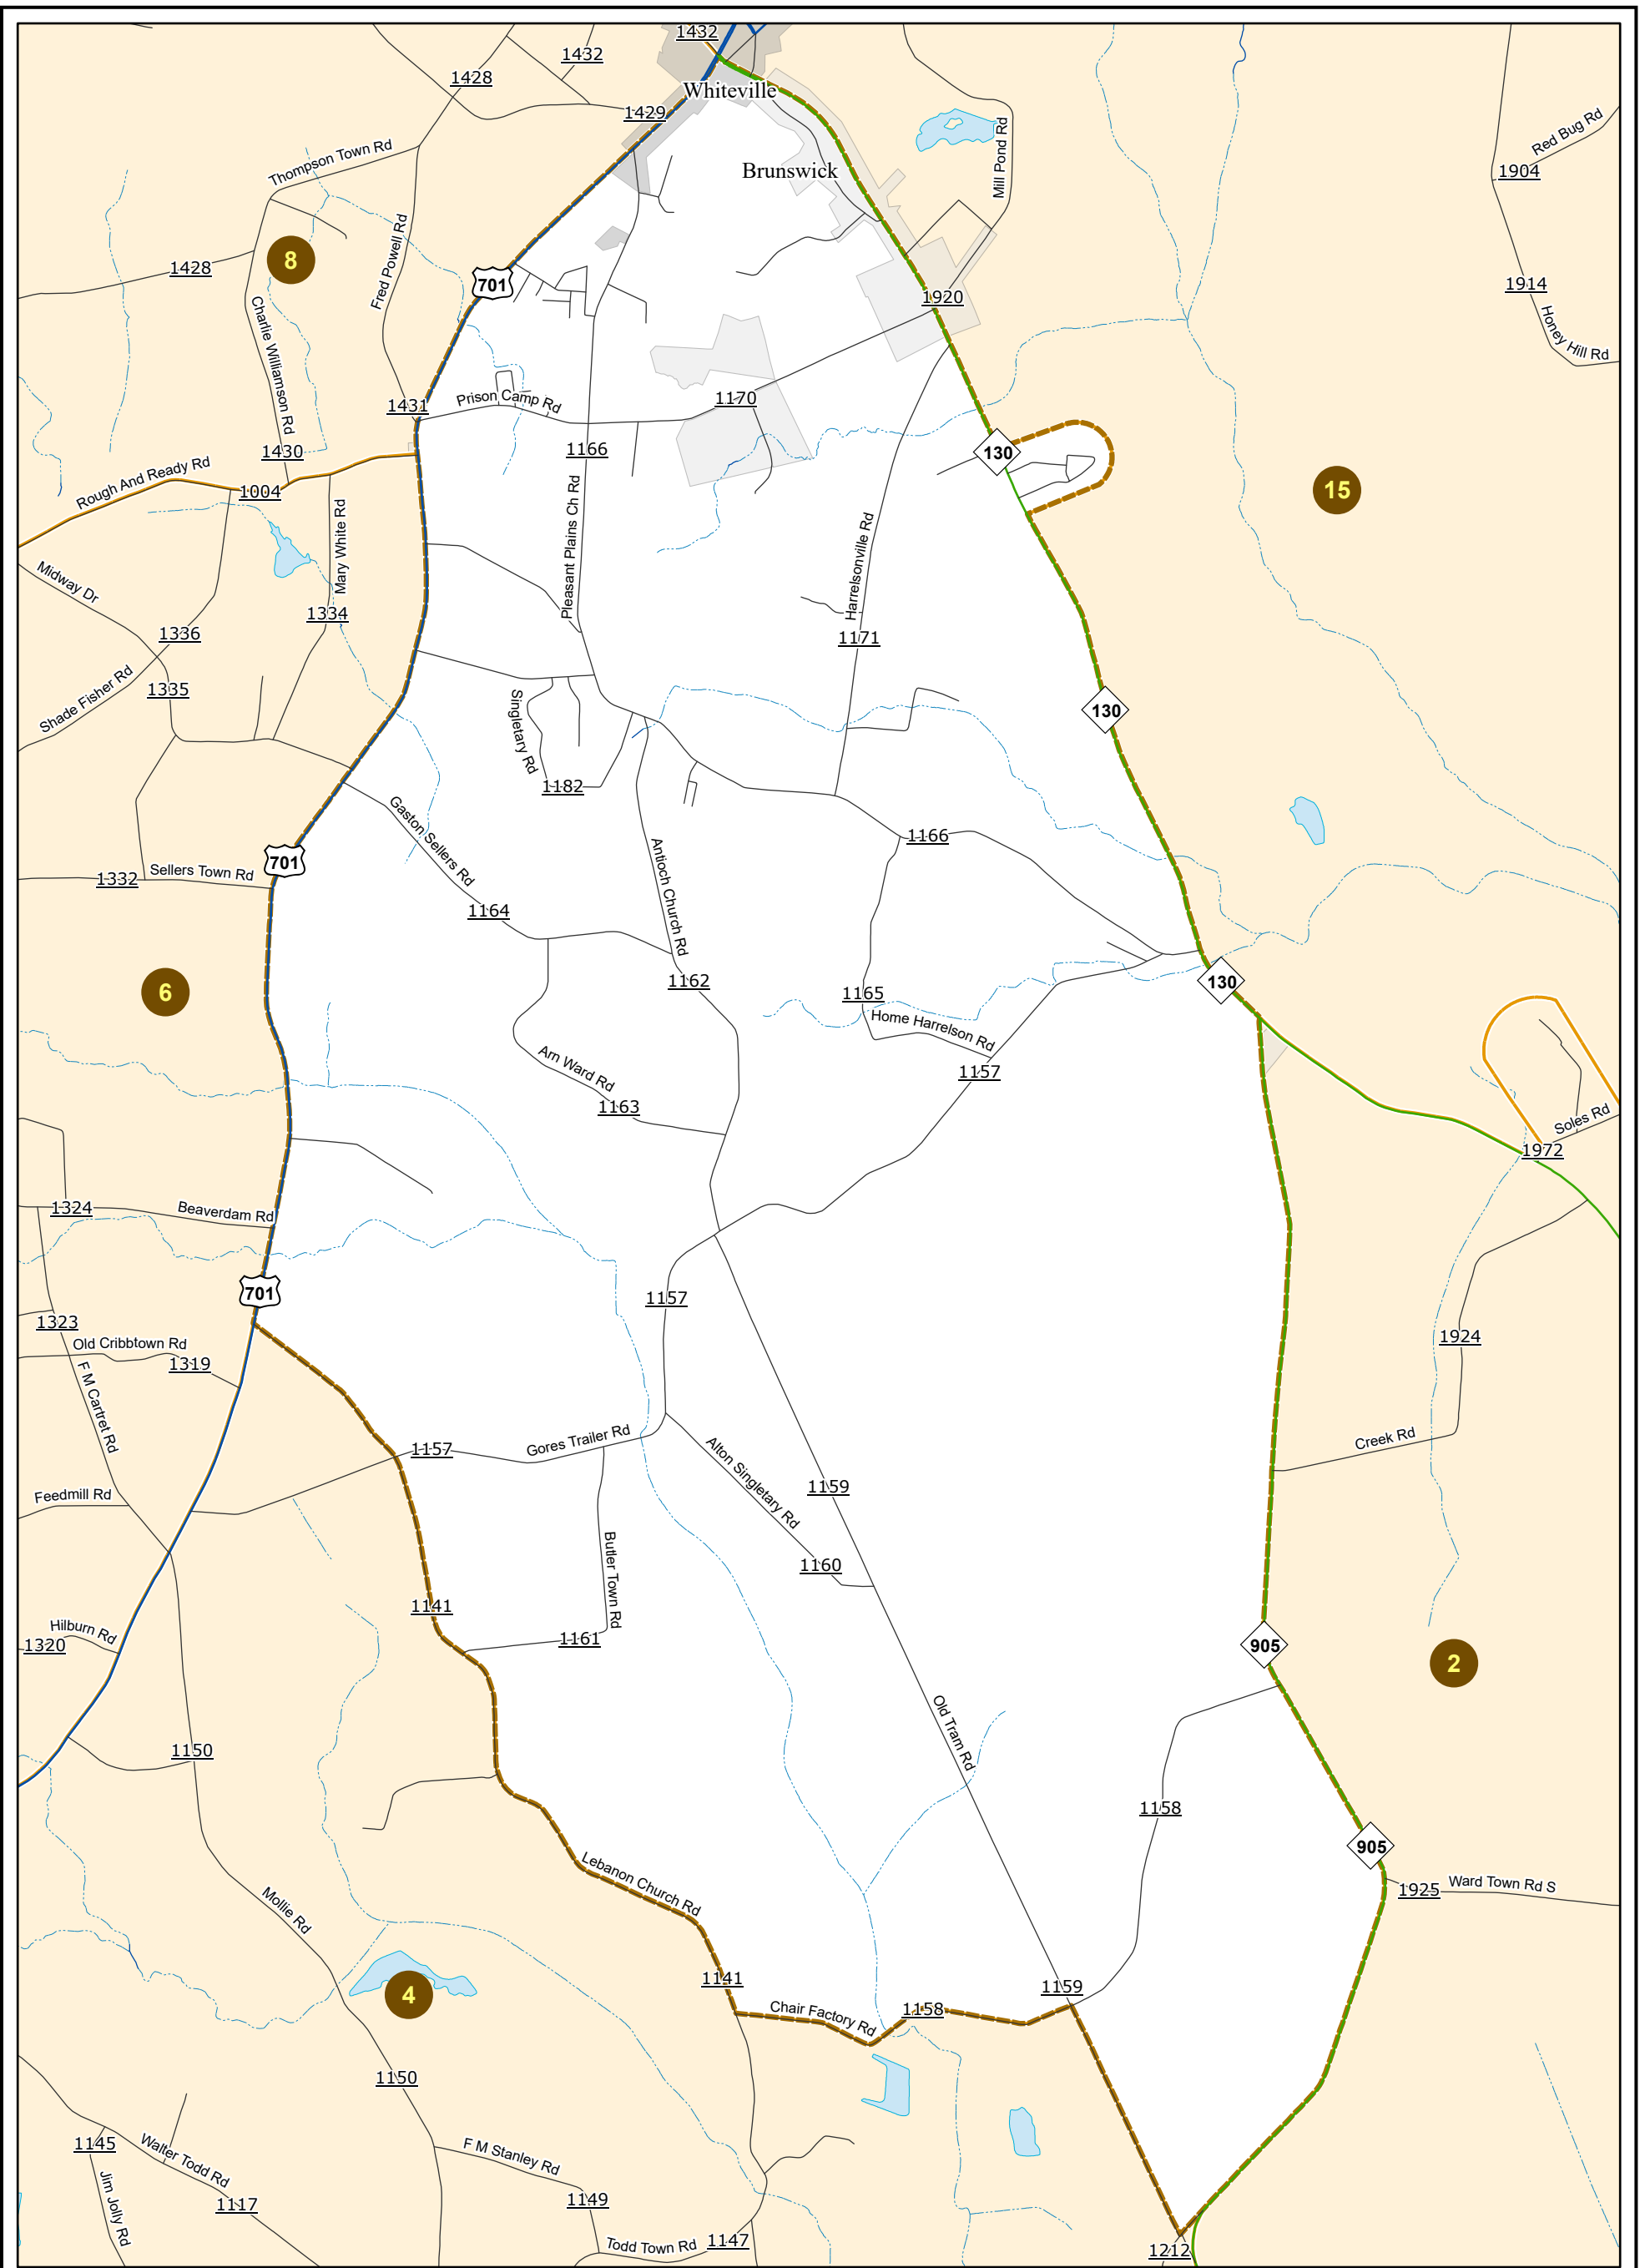 1432
1432
1428
Whiteville
1429
Thompson Town Rd
Brunswick
Mill Pond Rd
Red Bug Rd
1904
8
Fred Powell Rd
1428
701
1914
1920
Charlie Williamson Rd
Honey Hill Rd
Prison Camp Rd
1431
1170
1430
1166
130
Rough And Ready Rd
1004
15
Mary White Rd
Pleasant Plains Ch Rd
Harrelsonville Rd
Midway Dr
1334
1336
1171
Shade Fisher Rd
1335
130
Singletary Rd
1182
Gaston Sellers Rd
1166
701
Sellers Town Rd
1332
Antioch Church Rd
1164
6
1162
130
1165
Home Harrelson Rd
1157
Arn Ward Rd
1163
Soles Rd
1972
1324
Beaverdam Rd
701
1157
1323
Old Cribbtown Rd
1319
1924
F M Cartret Rd
1157
Gores Trailer Rd
Creek Rd
Alton Singletary Rd
1159
Feedmill Rd
1160
Butler Town Rd
1141
Hilburn Rd
1320
1161
905
2
Old Tram Rd
1150
1158
905
Lebanon Church Rd
Ward Town Rd S
1925
Mollie Rd
4
1141
1159
Chair Factory Rd
1158
1150
1145
Walter Todd Rd
F M Stanley Rd
Jim Jolly Rd
1117
1149
Todd Town Rd
1147
1212